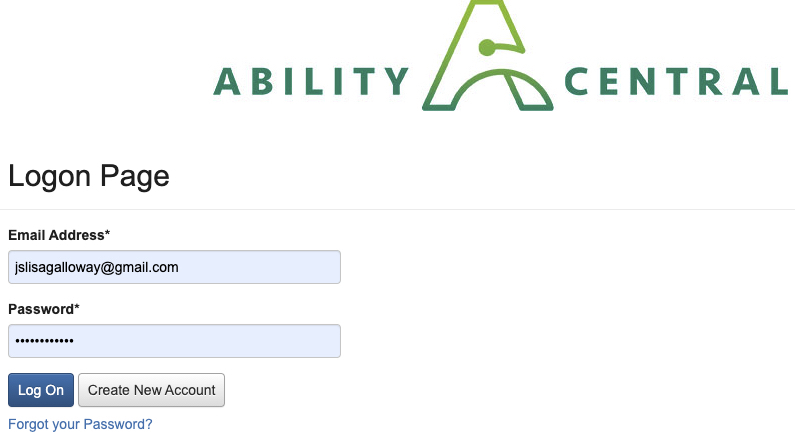 ABILITY CENTRAL
Logon Page
Email Address*
jslisagalloway@gmail.com
Password*
••••••••••••
Log On Create New Account
Forgot your Password?